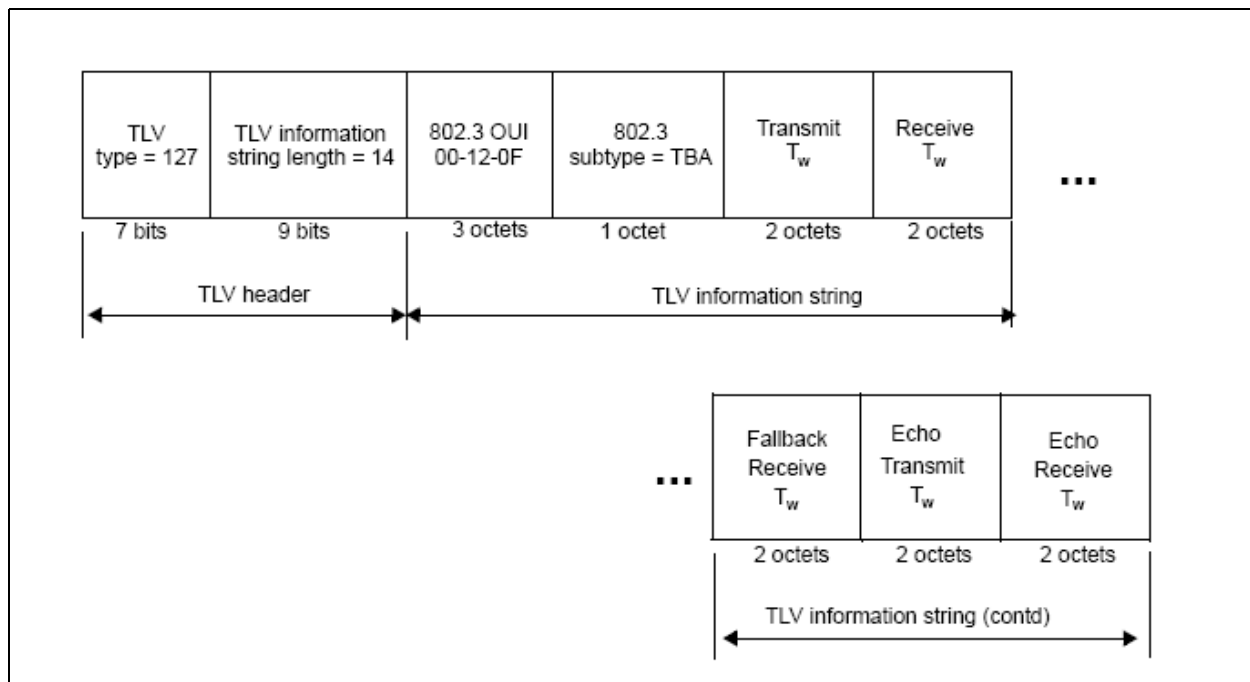 TLV
type = 127
TLV information
string length = 14
802.3 OUI
00-12-0F
802.3
subtype = TBA
Transmit
Tw
Receive
Tw
...
7 bits
9 bits
3 octets
1 octet
2 octets
2 octets
TLV header
TLV information string
...
Fallback
Receive
Tw
Echo
Transmit
Tw
Echo
Receive
Tw
2 octets
2 octets
2 octets
TLV information string (contd)